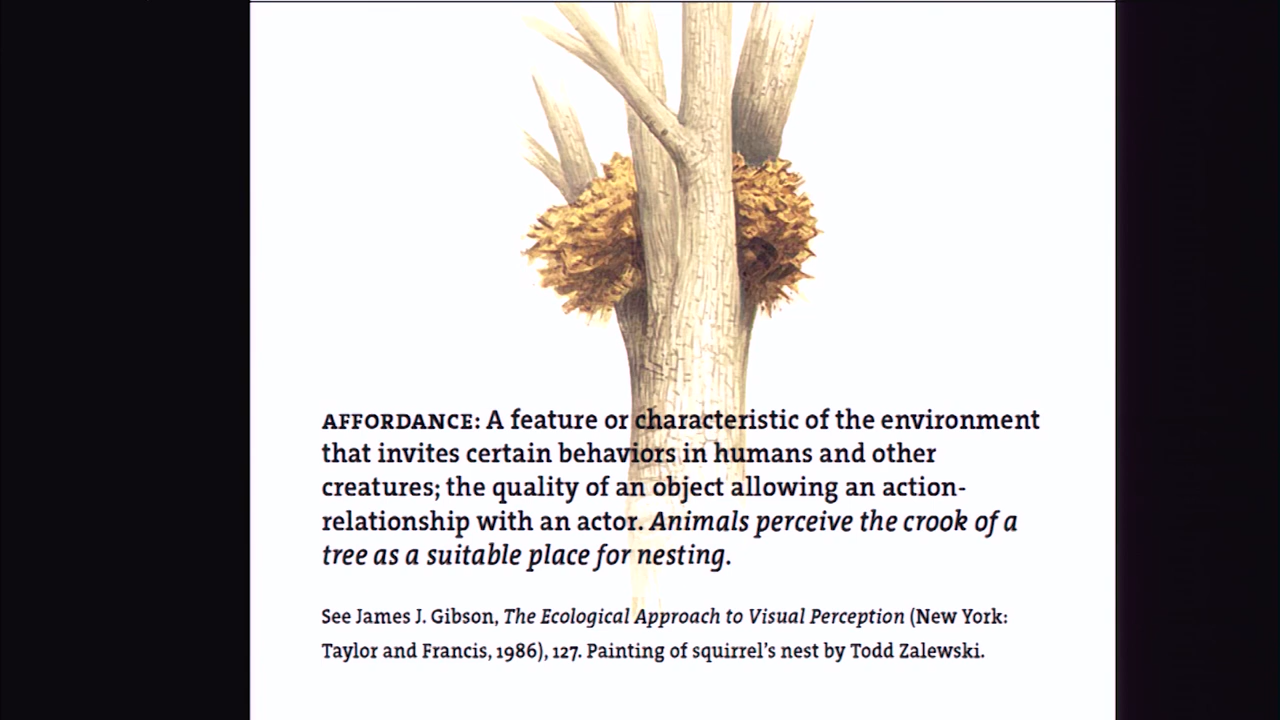 AFFORDANCE: A feature or characteristic of the environment
that invites certain behaviors in humans and other
creatures; the quality of an object allowing an action-
relationship with an actor. Animals perceive the crook of a
tree as a suitable place for nesting.
See James J. Gibson, The Ecological Approach to Visual Perception (New York:
Taylor and Francis, 1986), 127. Painting of squirrel’s nest by Todd Zalewski.